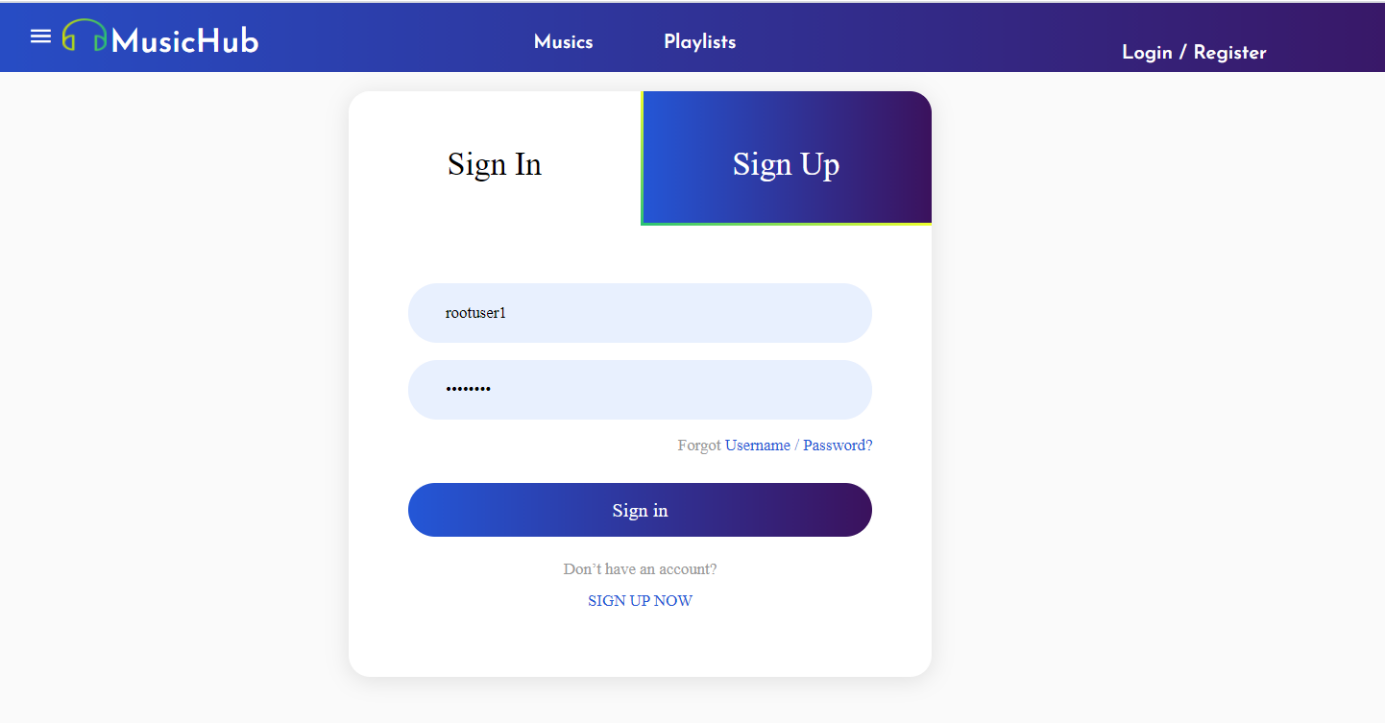 MusicHub
Musics
Playlists
Login / Register
Sign In
Sign Up
rootuser1
••••••••
Forgot Username / Password?
Sign in
Don't have an account?
SIGN UP NOW